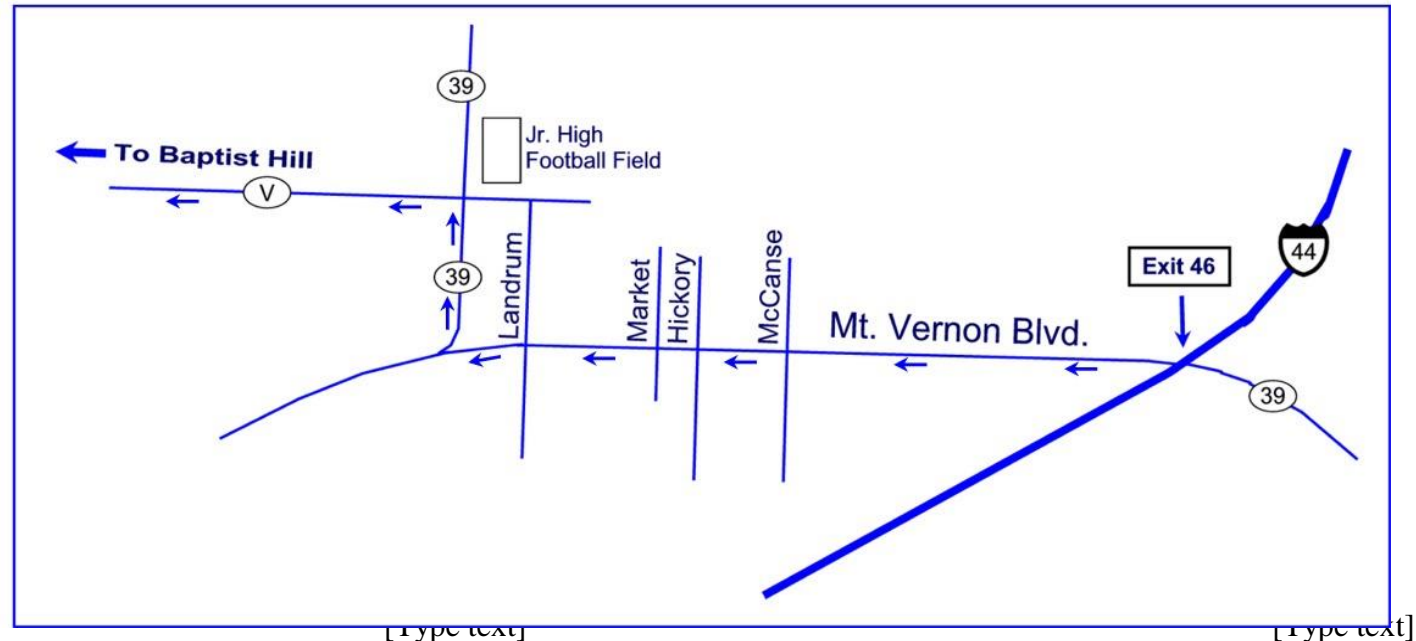 39
Jr. High
Football Field
To Baptist Hill
V
39
Landrum
Market
Hickory
McCanse
Mt. Vernon Blvd.
Exit 46
44
39
[Type text]
[Type text]